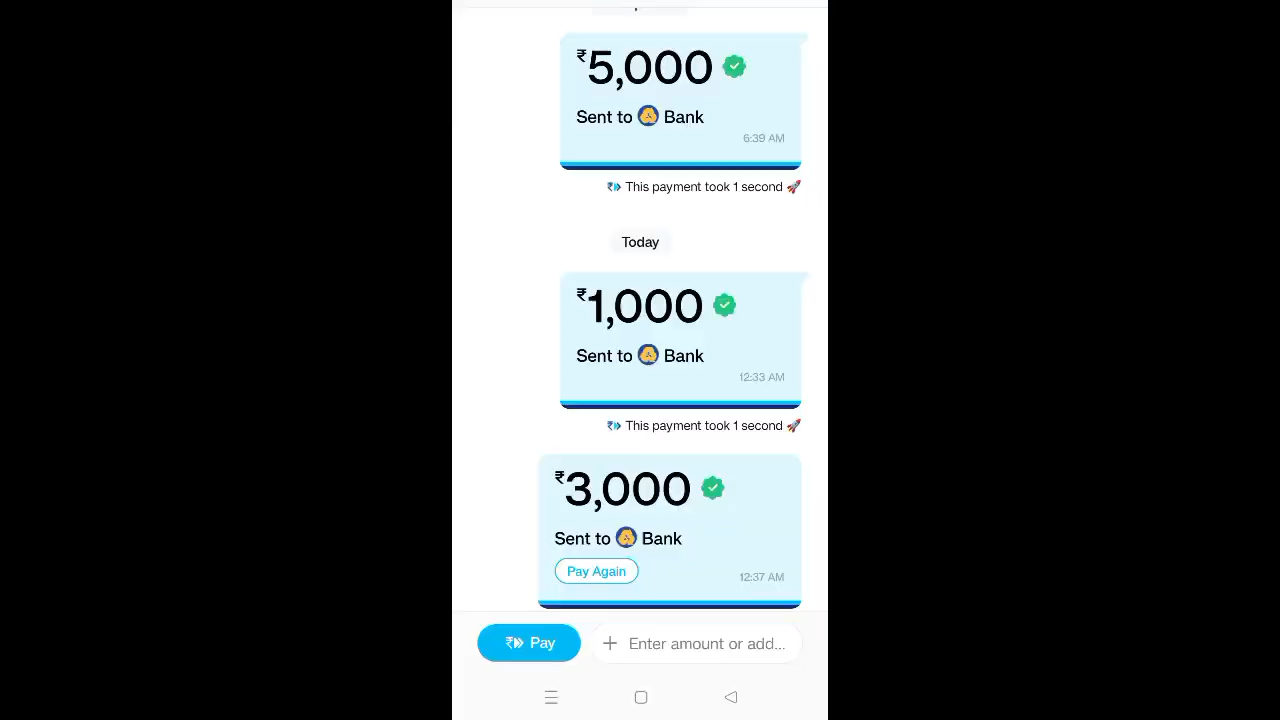 ₹5,000
Sent to Bank
6:39 AM
This payment took 1 second 🚀
Today
₹1,000
Sent to Bank
12:33 AM
This payment took 1 second 🚀
₹3,000
Sent to Bank
Pay Again
12:37 AM
Pay
Enter amount or add...